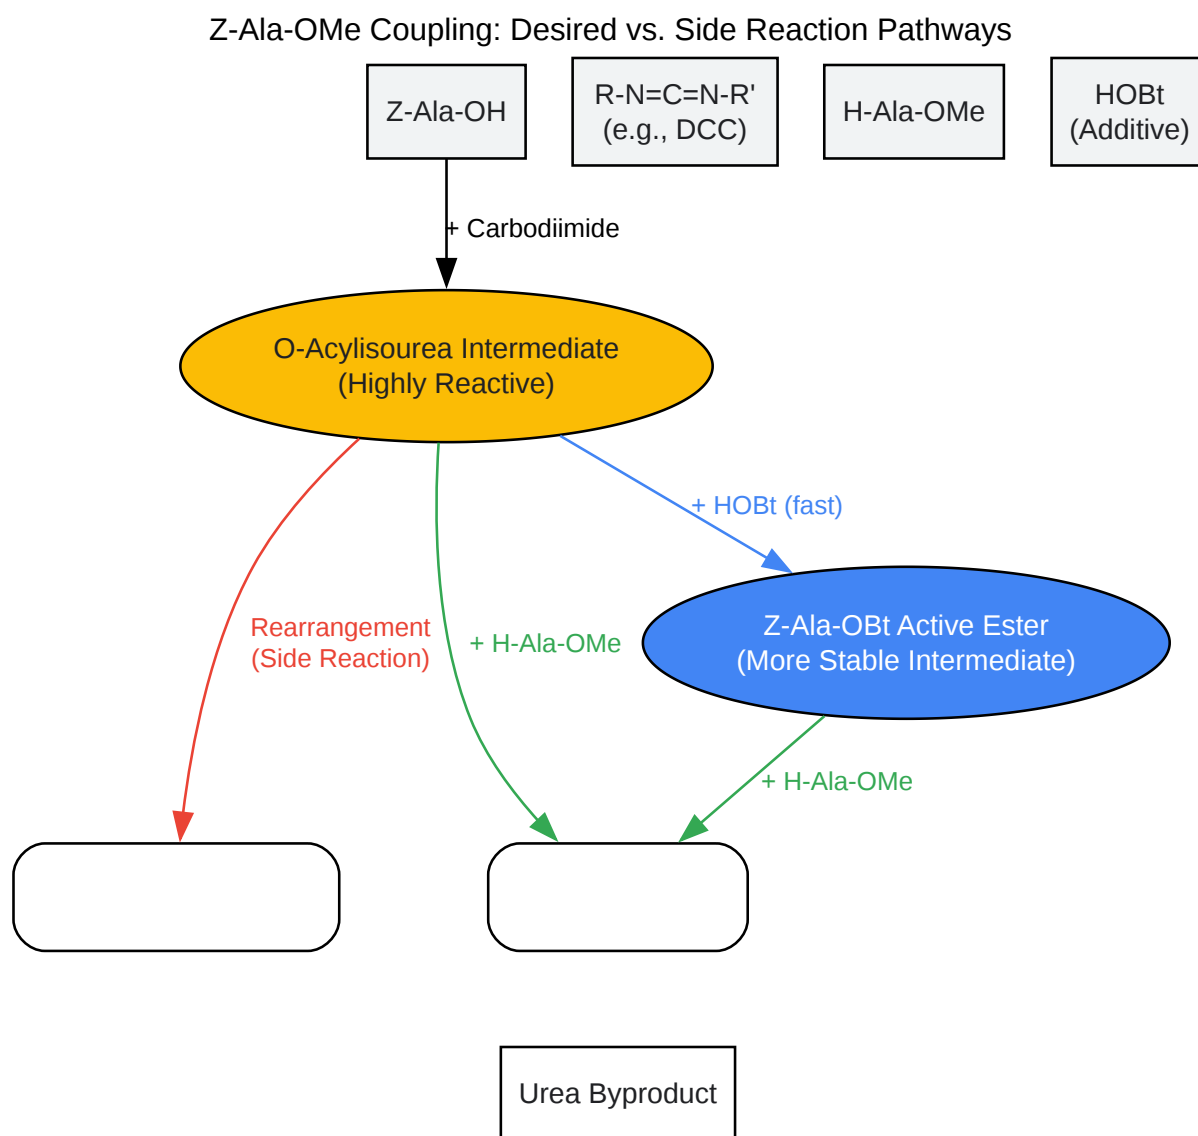 Z-Ala-OMe Coupling: Desired vs. Side Reaction Pathways
Z-Ala-OH
R-N=C=N-R'
(e.g., DCC)
H-Ala-OMe
HOBt
(Additive)
+ Carbodiimide
O-Acylisourea Intermediate
(Highly Reactive)
+ HOBt (fast)
Rearrangement
(Side Reaction)
+ H-Ala-OMe
Z-Ala-OBt Active Ester
(More Stable Intermediate)
+ H-Ala-OMe
Urea Byproduct